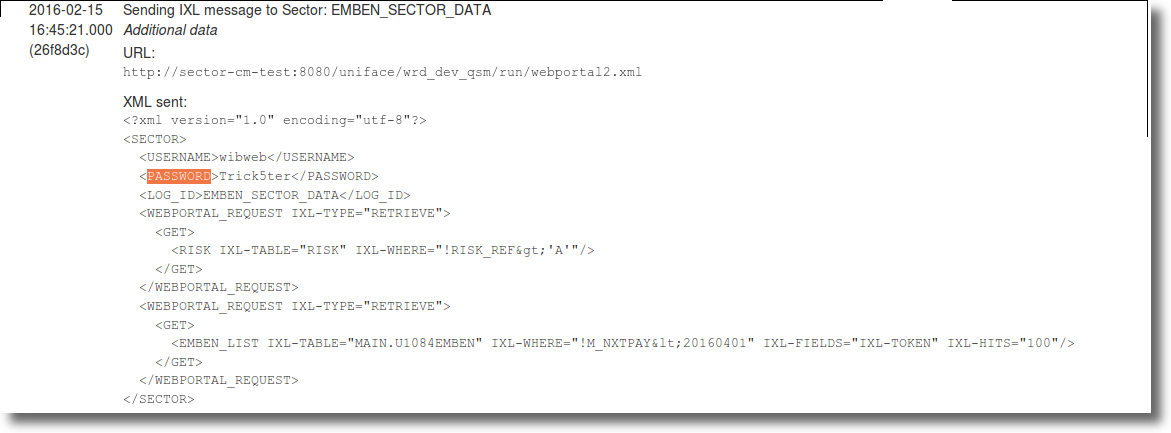 2016-02-15 Sending IXL message to Sector: EMBEN_SECTOR_DATA
16:45:21.000 Additional data
(26f8d3c) URL:
http://sector-cm-test:8080/uniface/wrd_dev_qsm/run/webportal2.xml
XML sent:
<?xml version="1.0" encoding="utf-8"?>
<SECTOR>
<USERNAME>wibweb</USERNAME>
<PASSWORD>Trick5ter</PASSWORD>
<LOG_ID>EMBEN_SECTOR_DATA</LOG_ID>
<WEBPORTAL_REQUEST IXL-TYPE="RETRIEVE">
<GET>
<RISK IXL-TABLE="RISK" IXL-WHERE="!RISK_REF&gt;'A'"/>
</GET>
</WEBPORTAL_REQUEST>
<WEBPORTAL_REQUEST IXL-TYPE="RETRIEVE">
<GET>
<EMBEN_LIST IXL-TABLE="MAIN.U1084EMBEN" IXL-WHERE="!M_NXTPAY&lt;20160401" IXL-FIELDS="IXL-TOKEN" IXL-HITS="100"/>
</GET>
</WEBPORTAL_REQUEST>
</SECTOR>